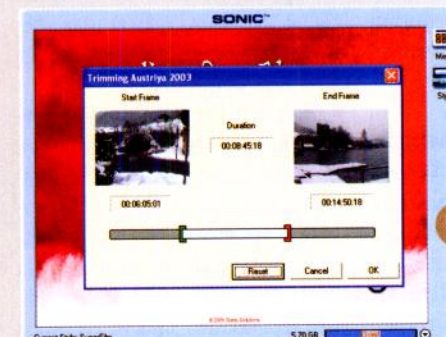 SONIC™
Trimming Austriya 2003
Start Frame
End Frame
Duration
00:08:45:18
00:06:05:01
00:14:50:18
Reset
Cancel
OK
5.70 GB